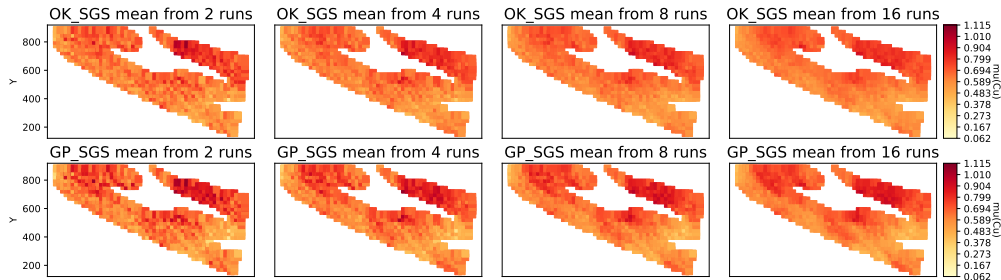 OK_SGS mean from 2 runs
OK_SGS mean from 4 runs
OK_SGS mean from 8 runs
OK_SGS mean from 16 runs
800
600
400
200
Y
1.115
1.010
0.904
0.799
0.694
0.589
0.483
0.378
0.273
0.167
0.062
mu(Cu)
GP_SGS mean from 2 runs
GP_SGS mean from 4 runs
GP_SGS mean from 8 runs
GP_SGS mean from 16 runs
800
600
400
200
Y
1.115
1.010
0.904
0.799
0.694
0.589
0.483
0.378
0.273
0.167
0.062
mu(Cu)